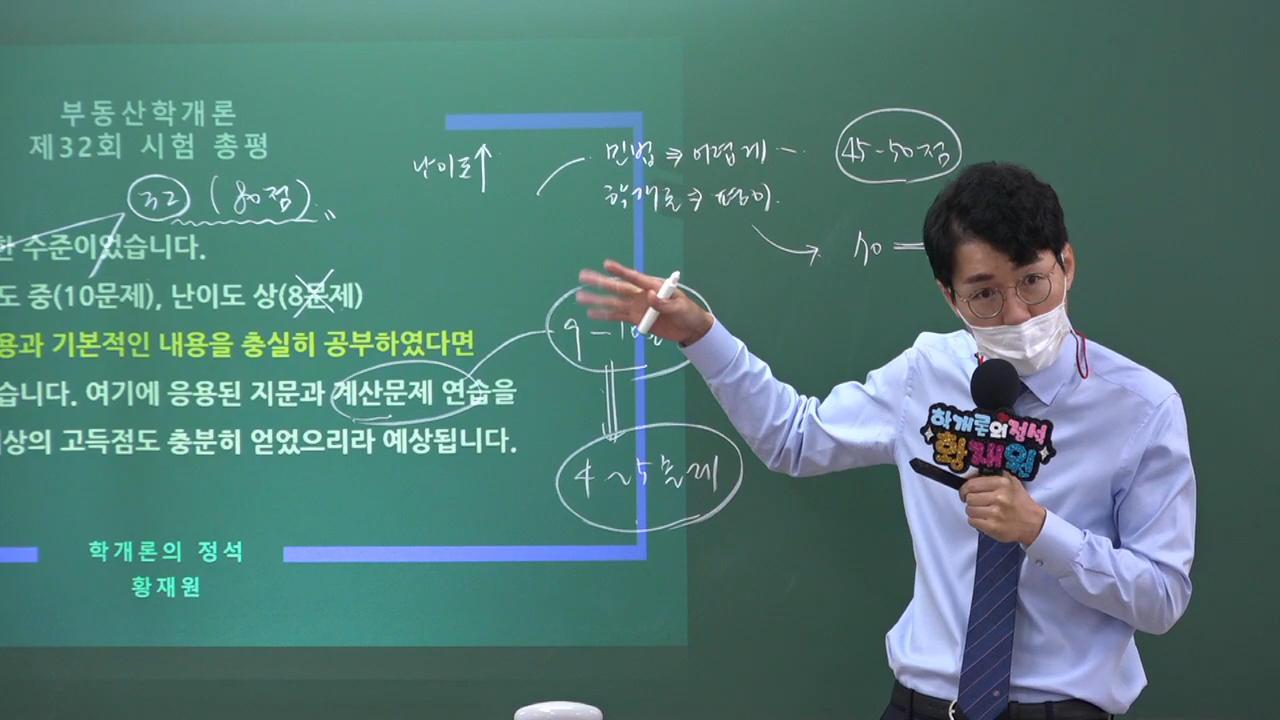 부동산학개론
제32회 시험 총평
32 (80점)
한 수준이었습니다.
도 중(10문제), 난이도 상(8문제)
용과 기본적인 내용을 충실히 공부하였다면
습니다. 여기에 응용된 지문과 계산문제 연습을
이상의 고득점도 충분히 얻었으리라 예상됩니다.
학개론의 정석
황재원
난이도↑
민법 ⇒ 어렵게 45-50점
학개론 ⇒ 평이
9-10
4~5문제
학개론의정석
황재원